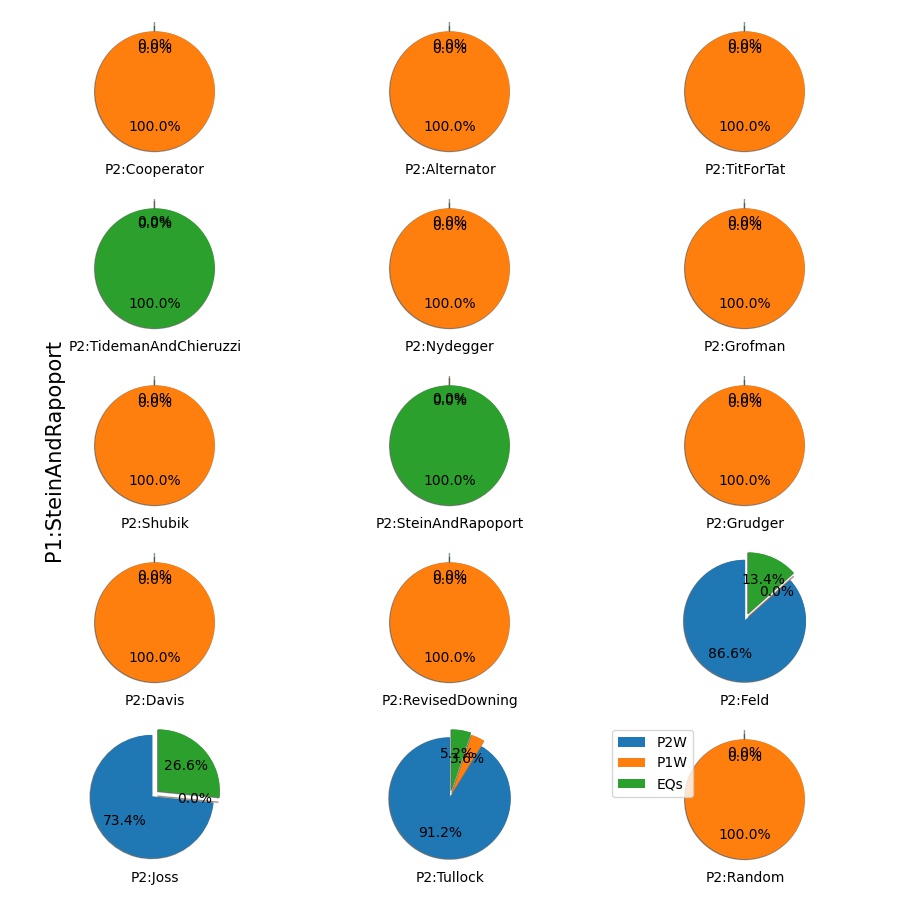 0.0%
0.0%
100.0%
P2:Cooperator
0.0%
0.0%
100.0%
P2:Alternator
0.0%
0.0%
100.0%
P2:TitForTat
0.0%
0.0%
100.0%
P2:TidemanAndChieruzzi
0.0%
0.0%
100.0%
P2:Nydegger
0.0%
0.0%
100.0%
P2:Grofman
P1:SteinAndRapoport
0.0%
0.0%
100.0%
P2:Shubik
0.0%
0.0%
100.0%
P2:SteinAndRapoport
0.0%
0.0%
100.0%
P2:Grudger
0.0%
0.0%
100.0%
P2:Davis
0.0%
0.0%
100.0%
P2:RevisedDowning
13.4%
0.0%
86.6%
P2:Feld
26.6%
0.0%
73.4%
P2:Joss
5.2%
3.6%
91.2%
P2:Tullock
P2W
P1W
EQs
0.0%
0.0%
100.0%
P2:Random